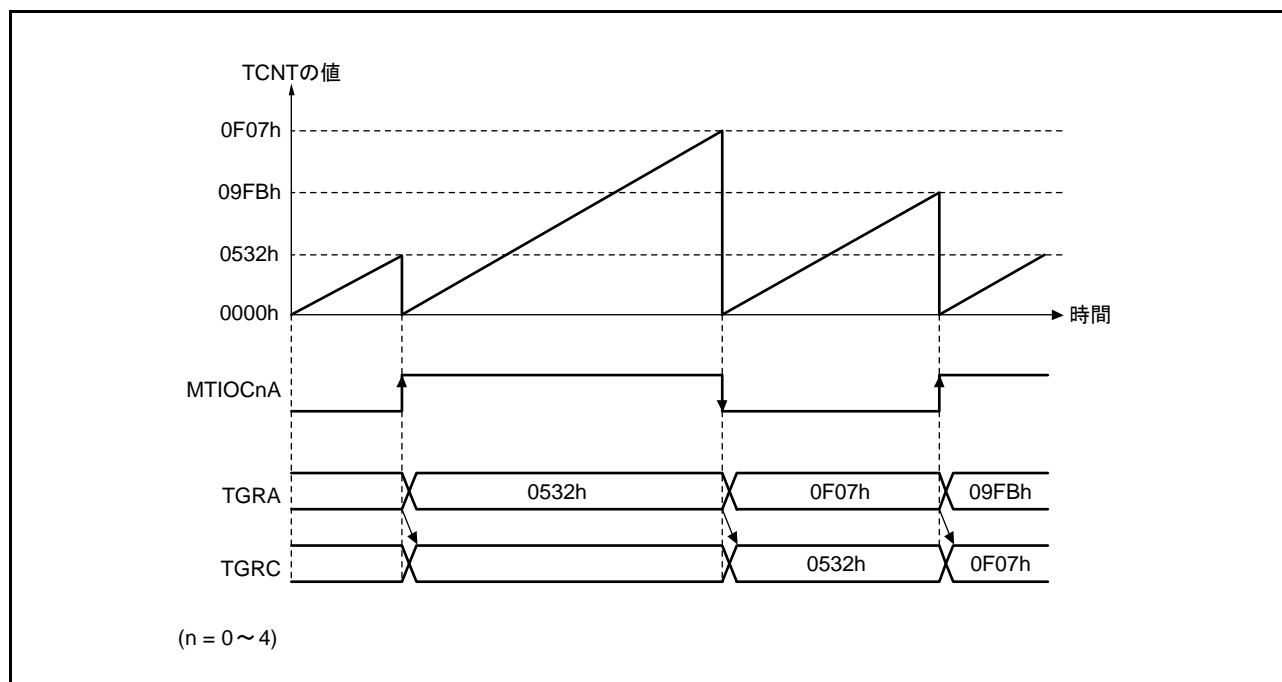 TCNTの値
0F07h
09FBh
0532h
0000h
時間
MTIOCnA
TGRA
0532h
0F07h
09FBh
TGRC
0532h
0F07h
(n = 0～4)